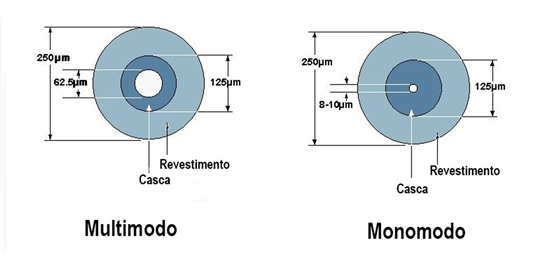 250µm
62.5µm
125µm
Revestimento
Casca
Multimodo
250µm
8-10µm
125µm
Revestimento
Casca
Monomodo